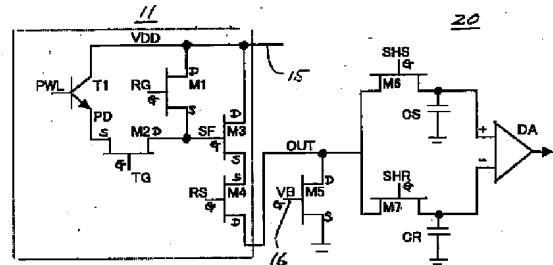 11
20
VDD
15
SHS
G
M6
PWL
T1
RG
G
D
M1
S
PD
M2 D
SF
G
D
M3
S
CS
+
DA
-
S
G
TG
RS
G
S
M4
D
OUT
VB
G
D
M5
S
16
SHR
G
M7
CR